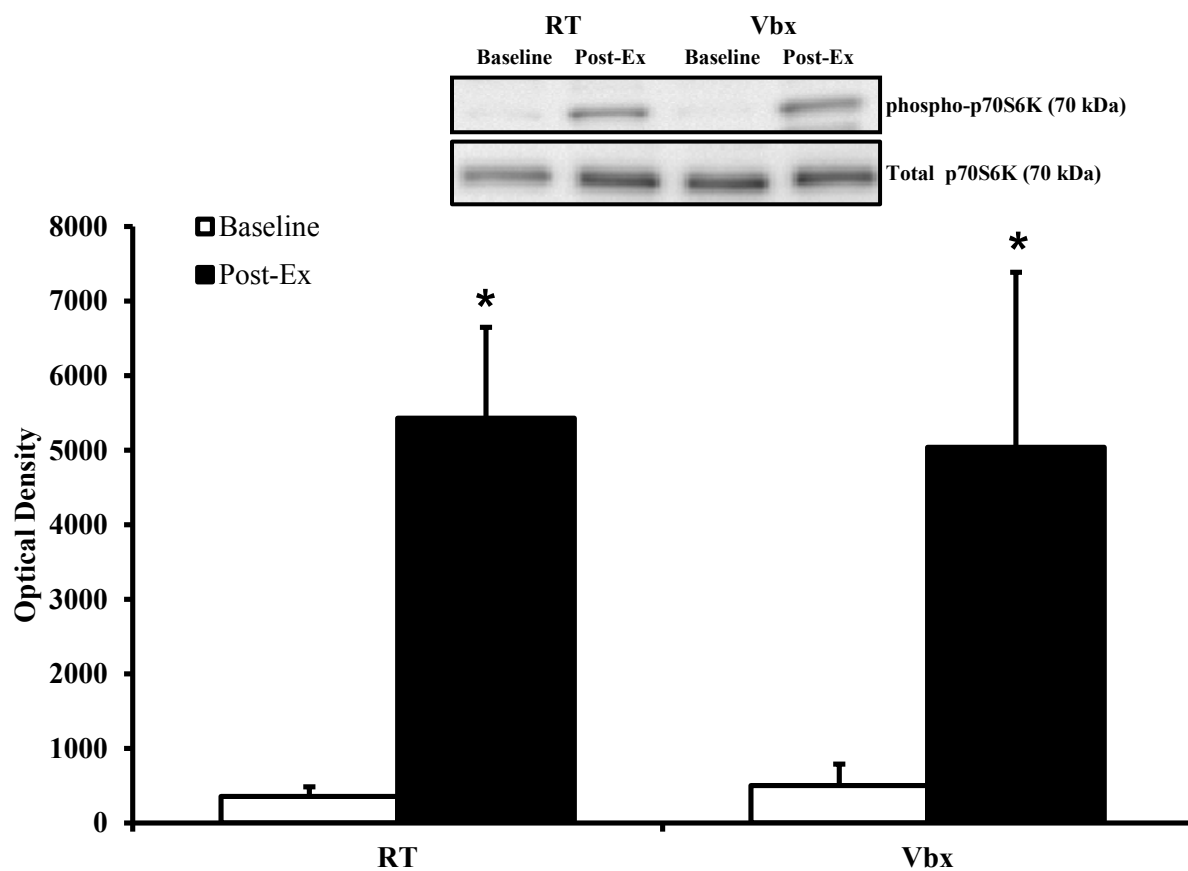 RT Vbx
Baseline Post-Ex Baseline Post-Ex
phospho-p70S6K (70 kDa)
Total p70S6K (70 kDa)
Baseline
Post-Ex
8000
7000
6000
5000
4000
3000
2000
1000
0
Optical Density
*
*
RT Vbx